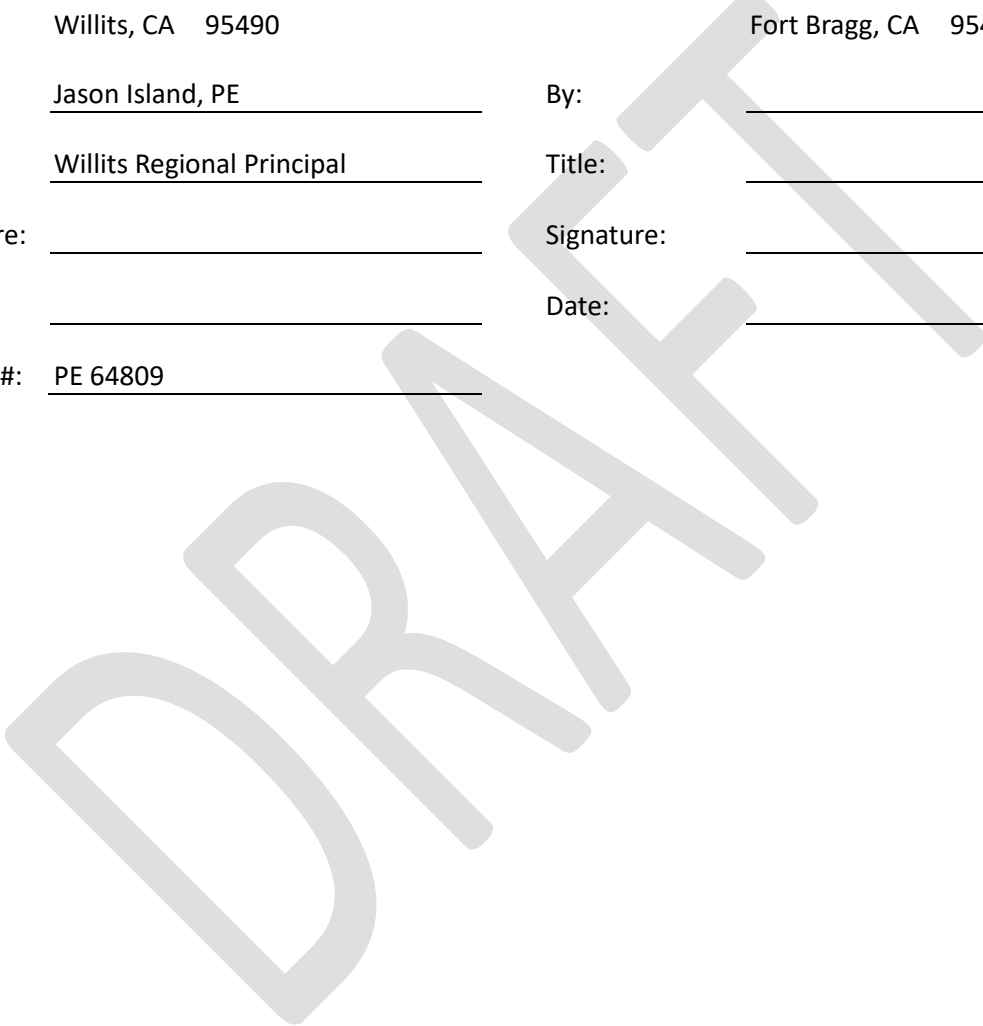 Willits, CA 95490 Fort Bragg, CA
Jason Island, PE By:
Willits Regional Principal Title:
Signature:
Date:
#: PE 64809
DRAFT